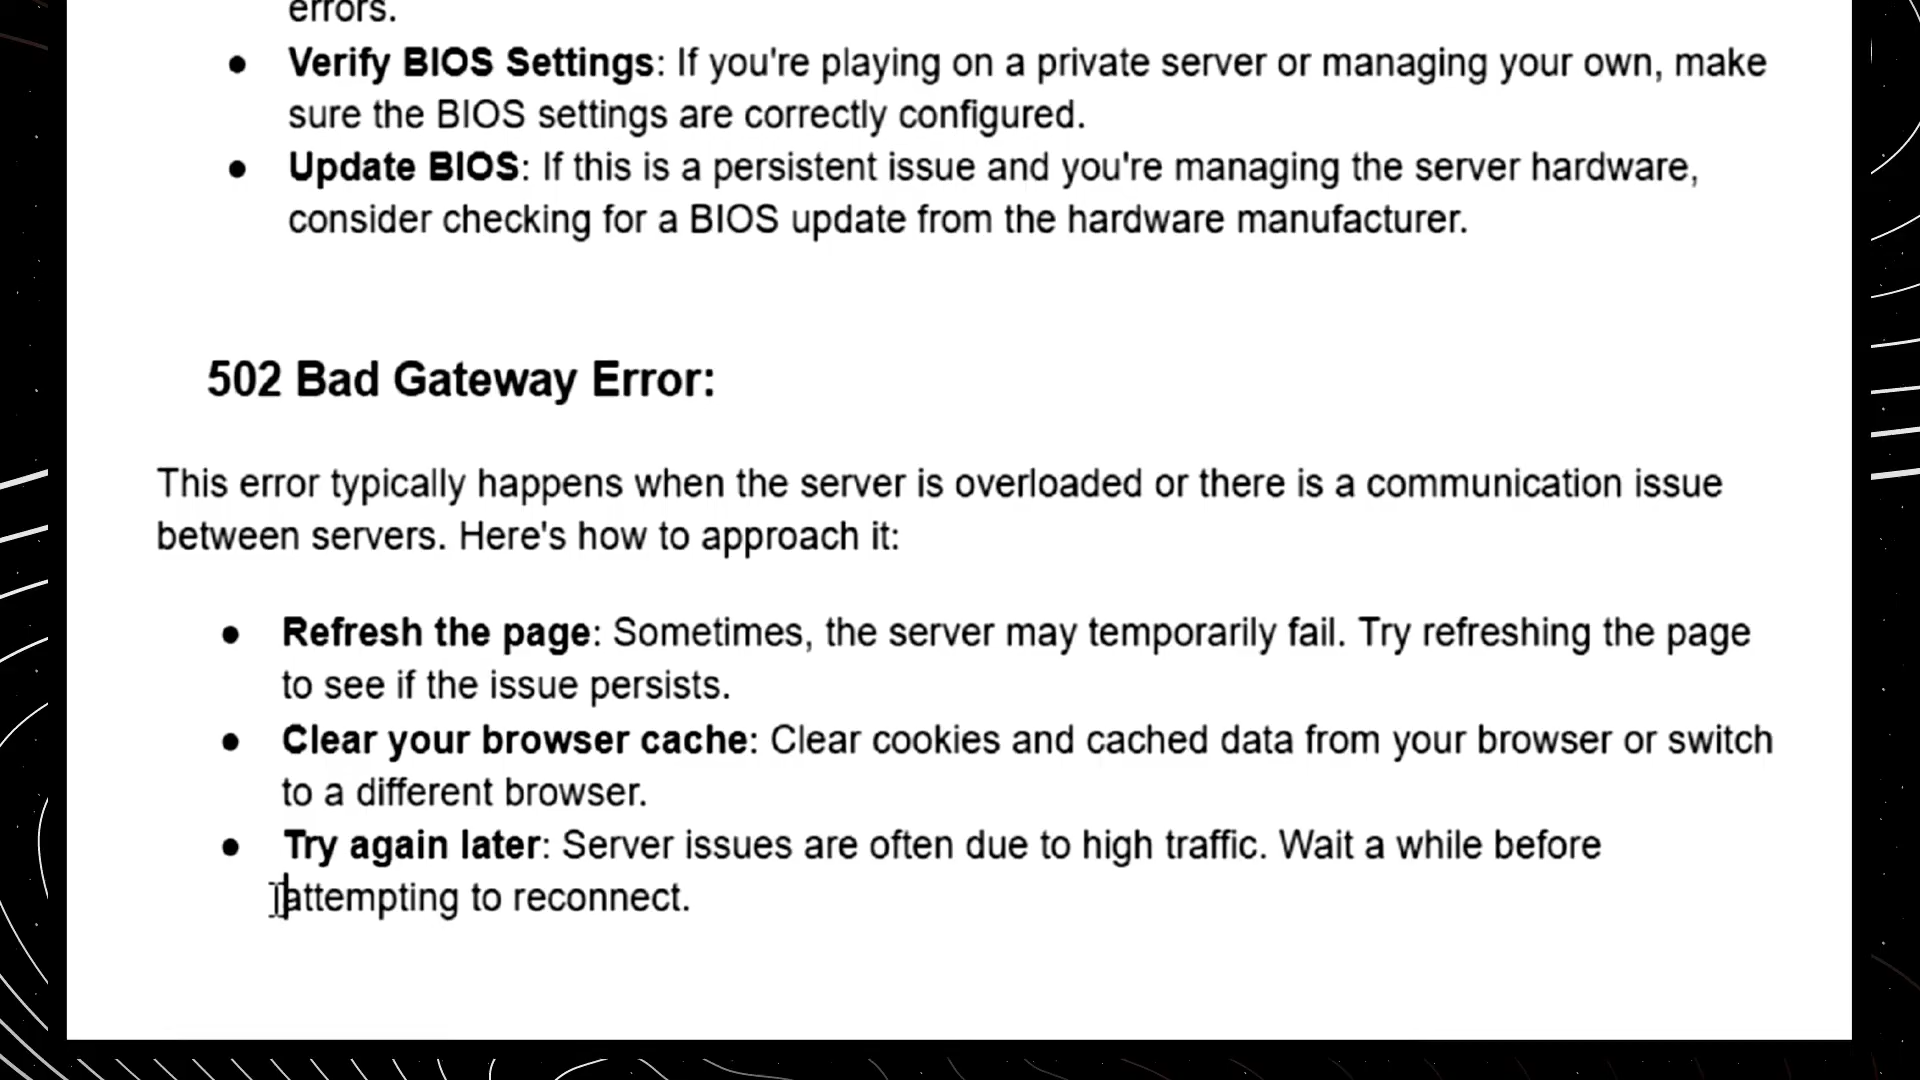 errors.
● Verify BIOS Settings: If you're playing on a private server or managing your own, make
sure the BIOS settings are correctly configured.
● Update BIOS: If this is a persistent issue and you're managing the server hardware,
consider checking for a BIOS update from the hardware manufacturer.
502 Bad Gateway Error:
This error typically happens when the server is overloaded or there is a communication issue
between servers. Here's how to approach it:
● Refresh the page: Sometimes, the server may temporarily fail. Try refreshing the page
to see if the issue persists.
● Clear your browser cache: Clear cookies and cached data from your browser or switch
to a different browser.
● Try again later: Server issues are often due to high traffic. Wait a while before
attempting to reconnect.